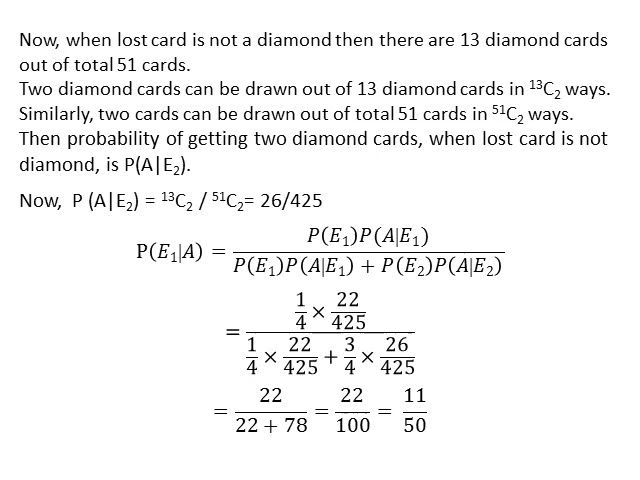 Now, when lost card is not a diamond then there are 13 diamond cards
out of total 51 cards.
Two diamond cards can be drawn out of 13 diamond cards in ¹³C₂ ways.
Similarly, two cards can be drawn out of total 51 cards in ⁵¹C₂ ways.
Then probability of getting two diamond cards, when lost card is not
diamond, is P(A|E₂).
Now, P (A|E₂) = ¹³C₂ / ⁵¹C₂= 26/425
P(E₁|A) = P(E₁)P(A|E₁) / P(E₁)P(A|E₁) + P(E₂)P(A|E₂)
= 1/4 × 22/425 / 1/4 × 22/425 + 3/4 × 26/425
= 22 / 22 + 78 = 22/100 = 11/50